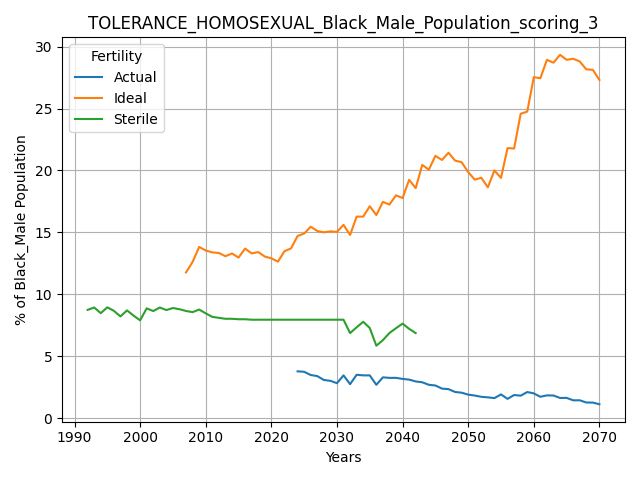 TOLERANCE_HOMOSEXUAL_Black_Male_Population_scoring_3
Fertility
Actual
Ideal
Sterile
% of Black_Male Population
30
25
20
15
10
5
0
1990 2000 2010 2020 2030 2040 2050 2060 2070
Years